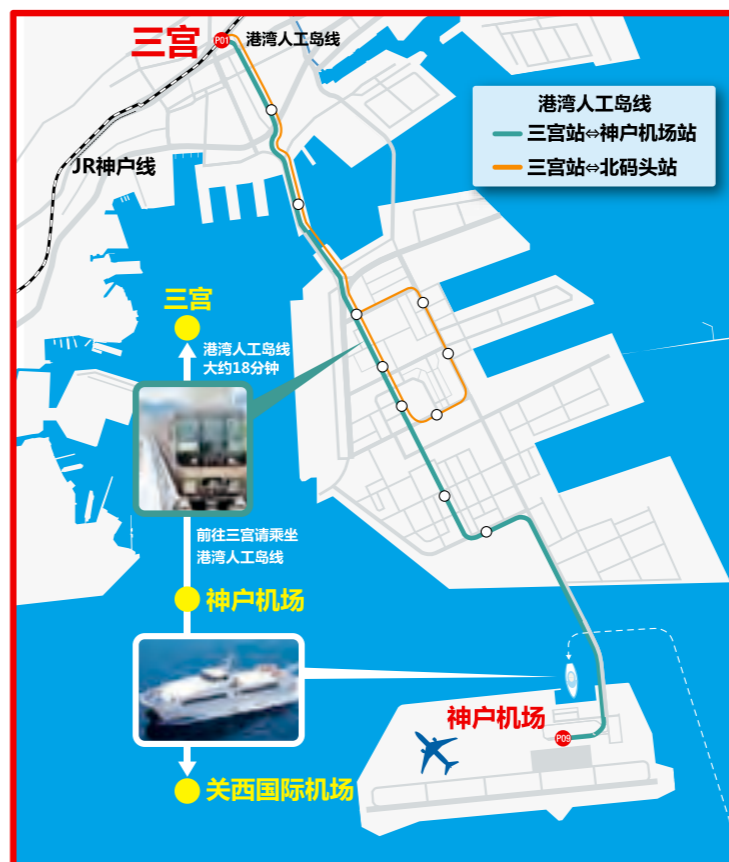 三宫
P01
港湾人工岛线
港湾人工岛线
三宫站⇔神户机场站
三宫站⇔北码头站
JR神户线
三宫
港湾人工岛线
大约18分钟
前往三宫请乘坐
港湾人工岛线
神户机场
神户机场
P09
关西国际机场